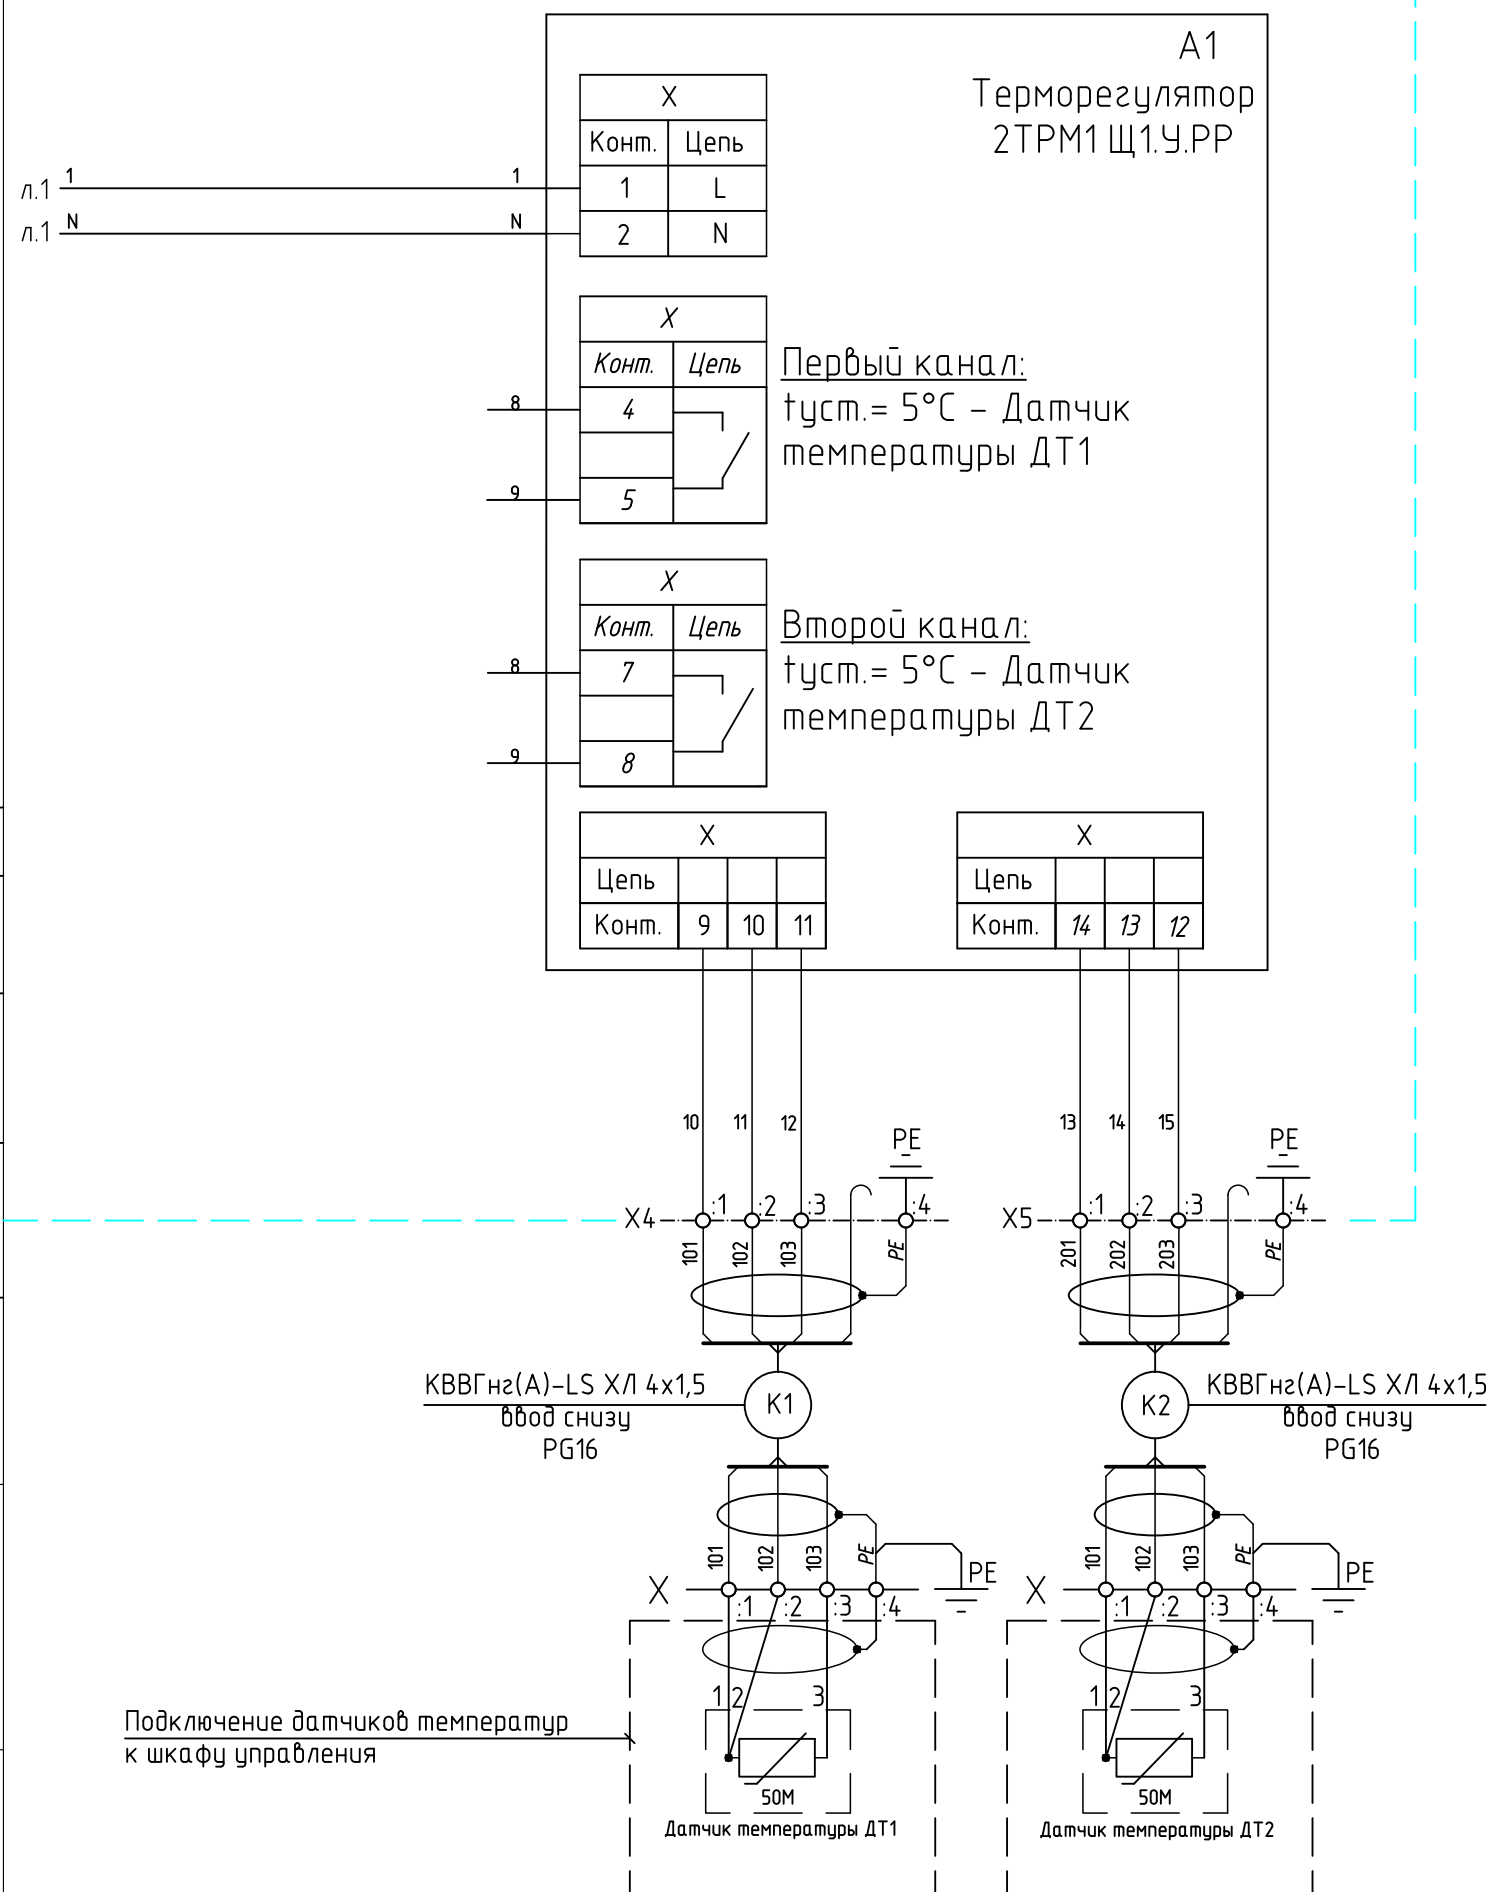 А1
Терморегулятор
2ТРМ1 Щ1.У.РР
Х
Конт. Цепь
л.1 1 1 1 L
л.1 N N 2 N
Х
Конт. Цепь
8 4
9 5
Первый канал:
tуст.= 5°С - Датчик
температуры ДТ1
Х
Конт. Цепь
8 7
9 8
Второй канал:
tуст.= 5°С - Датчик
температуры ДТ2
Х
Цепь
Конт. 9 10 11
Х
Цепь
Конт. 14 13 12
10 11 12
13 14 15
PE
PE
X4 :1 :2 :3 :4
X5 :1 :2 :3 :4
101 102 103 PE
201 202 203 PE
КВВГнг(А)-LS ХЛ 4х1,5
ввод снизу
PG16
К1
К2
КВВГнг(А)-LS ХЛ 4х1,5
ввод снизу
PG16
101 102 103 PE
101 102 103 PE
X :1 :2 :3 :4 PE
X :1 :2 :3 :4 PE
1 2 3
1 2 3
Подключение датчиков температур
к шкафу управления
50М
Датчик температуры ДТ1
50М
Датчик температуры ДТ2